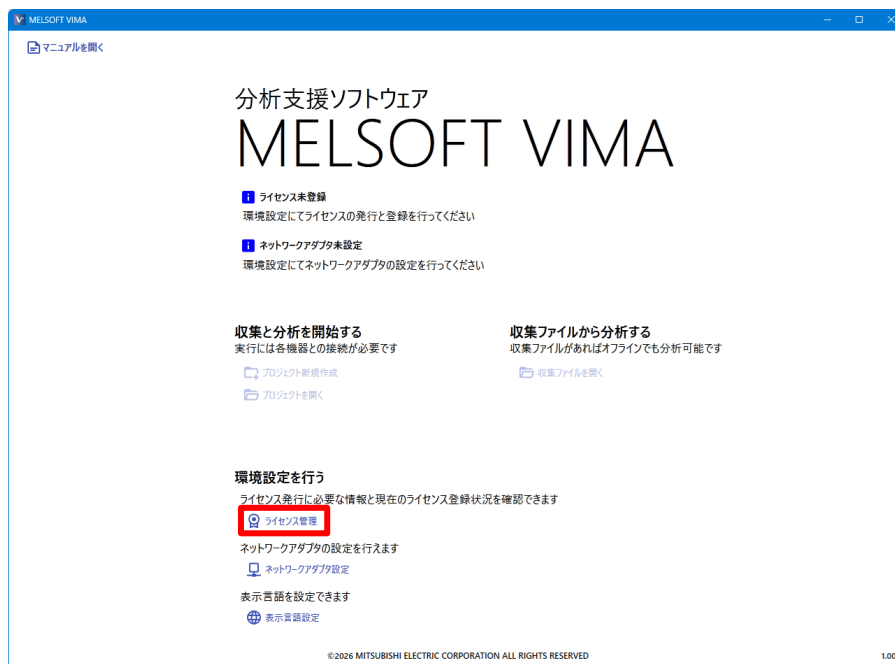 MELSOFT VIMA
マニュアルを開く
分析支援ソフトウェア
MELSOFT VIMA
ライセンス未登録
環境設定にてライセンスの発行と登録を行ってください
ネットワークアダプタ未設定
環境設定にてネットワークアダプタの設定を行ってください
収集と分析を開始する
実行には各機器との接続が必要です
プロジェクト新規作成
プロジェクトを開く
収集ファイルから分析する
収集ファイルがあればオフラインでも分析可能です
収集ファイルを開く
環境設定を行う
ライセンス発行に必要な情報と現在のライセンス登録状況を確認できます
ライセンス管理
ネットワークアダプタの設定を行えます
ネットワークアダプタ設定
表示言語を設定できます
表示言語設定
©2026 MITSUBISHI ELECTRIC CORPORATION ALL RIGHTS RESERVED